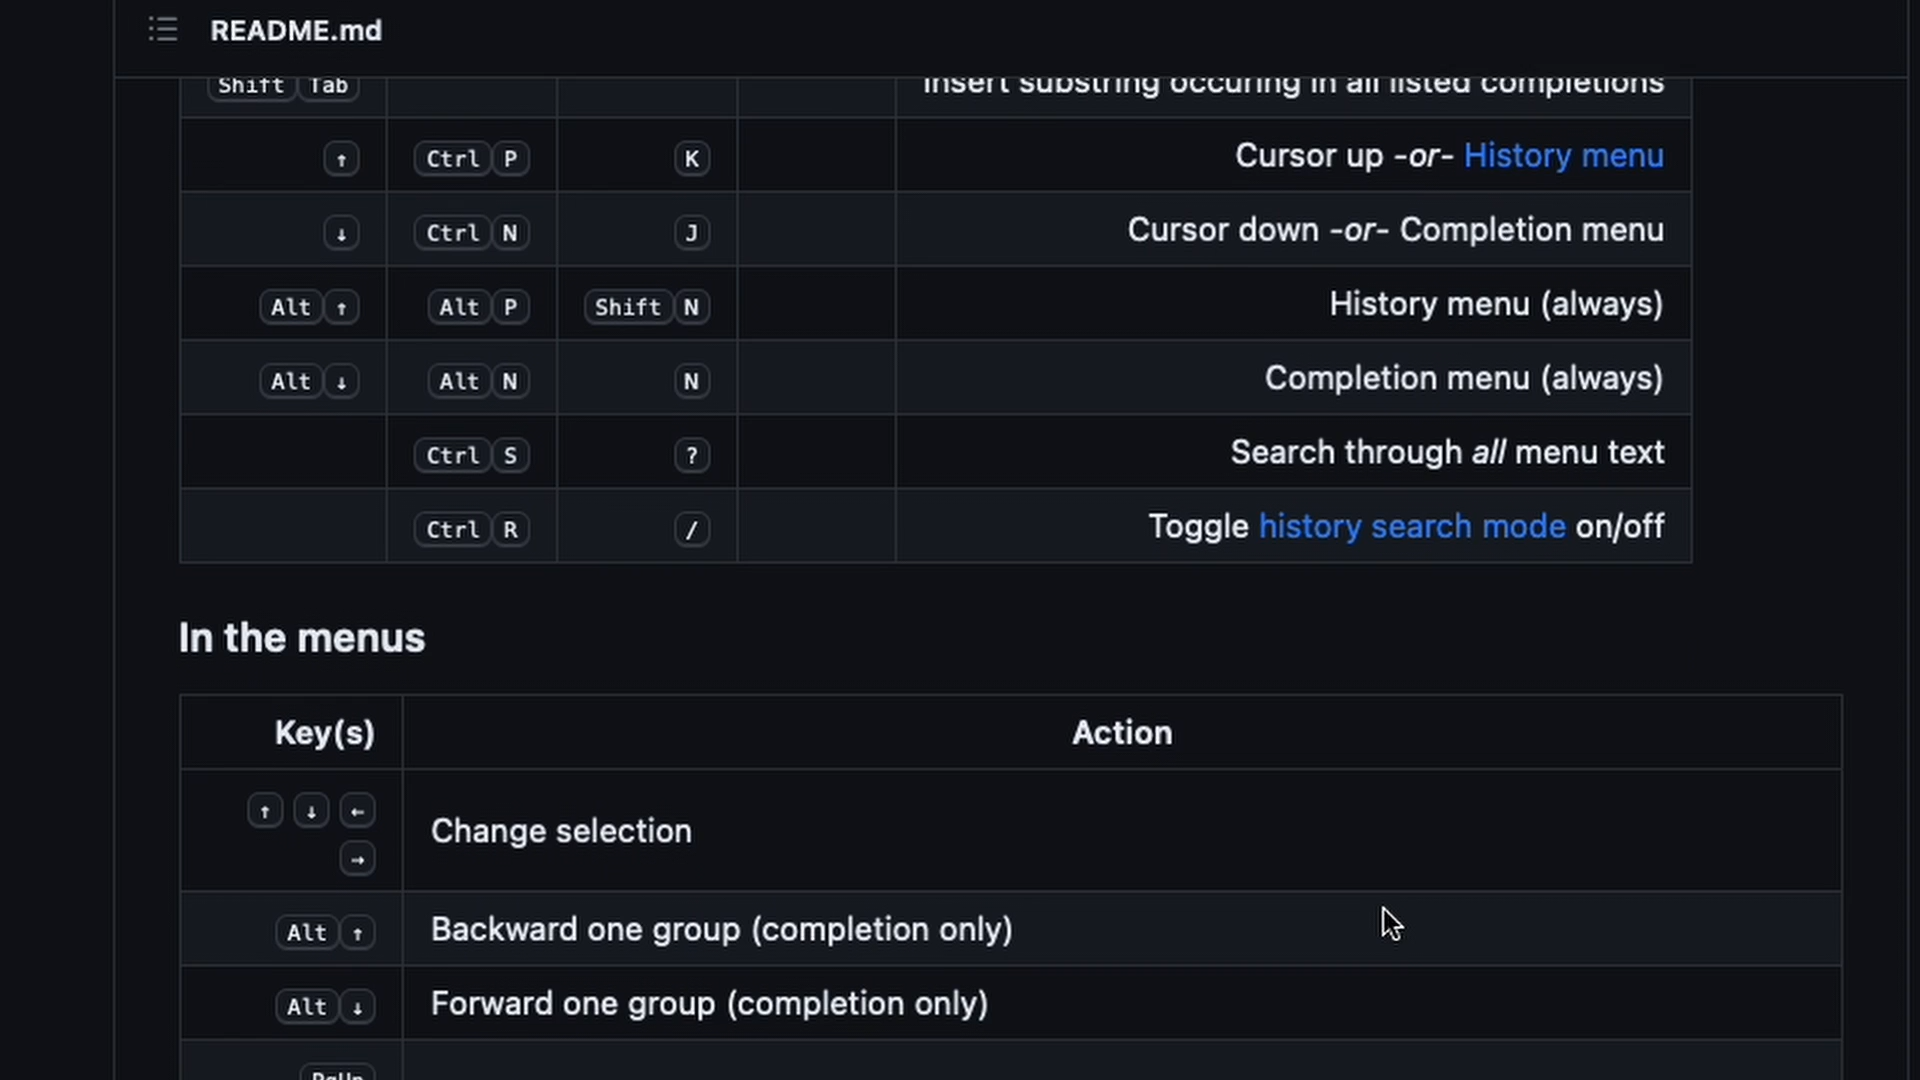 README.md
Shift Tab Insert substring occuring in all listed completions
↑ Ctrl P K Cursor up -or- History menu
↓ Ctrl N J Cursor down -or- Completion menu
Alt ↑ Alt P Shift N History menu (always)
Alt ↓ Alt N N Completion menu (always)
Ctrl S ? Search through all menu text
Ctrl R / Toggle history search mode on/off
In the menus
Key(s) Action
↑ ↓ ←
→
Change selection
Alt ↑ Backward one group (completion only)
Alt ↓ Forward one group (completion only)
PgUp